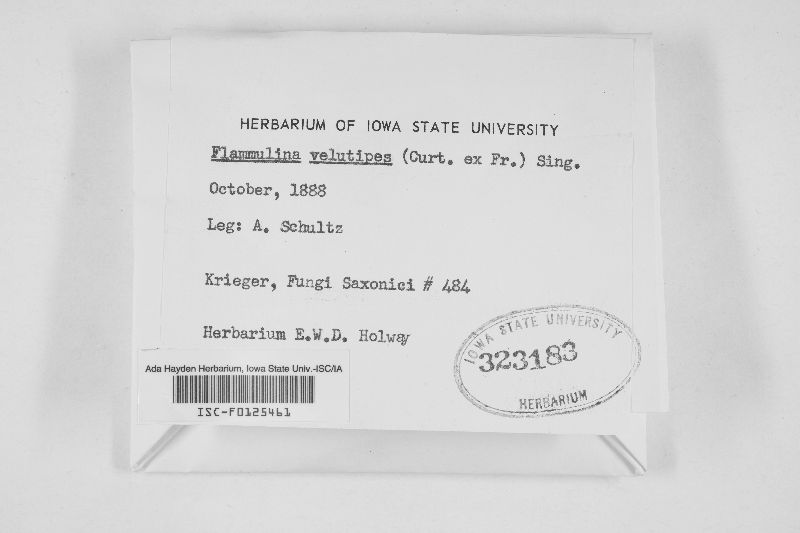 HERBARIUM OF IOWA STATE UNIVERSITY
Flammulina velutipes (Curt. ex Fr.) Sing.
October, 1888
Leg: A. Schultz
Krieger, Fungi Saxonici # 484
Herbarium E.W.D. Holway
IOWA STATE UNIVERSITY
323183
HERBARIUM
Ada Hayden Herbarium, Iowa State Univ.-ISC/IA
ISC-F0125461